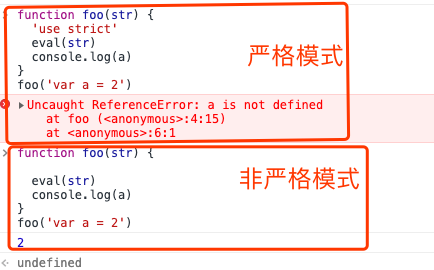 function foo(str) {
'use strict'
eval(str)
console.log(a)
}
foo('var a = 2')
严格模式
Uncaught ReferenceError: a is not defined
at foo (<anonymous>:4:15)
at <anonymous>:6:1
function foo(str) {
eval(str)
console.log(a)
}
foo('var a = 2')
非严格模式
2
undefined